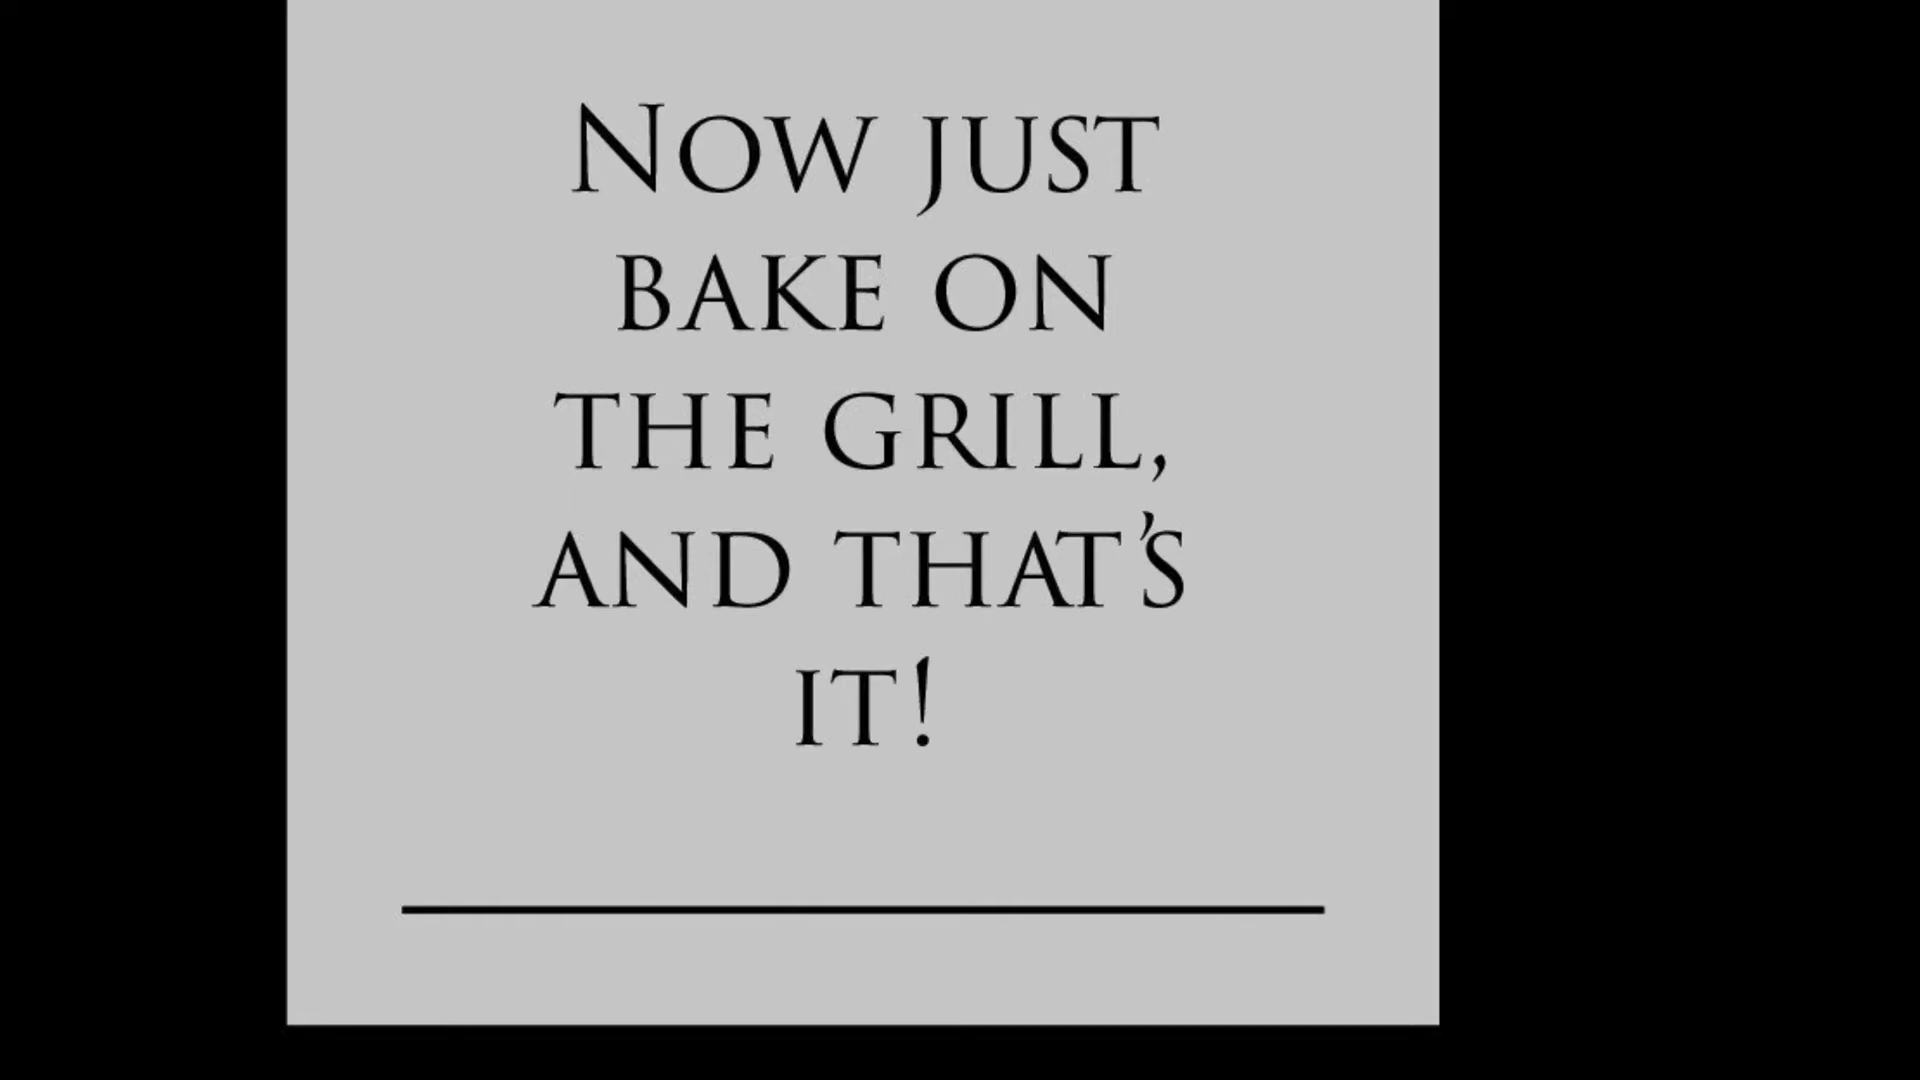 Now just
bake on
the grill,
and that's
it!